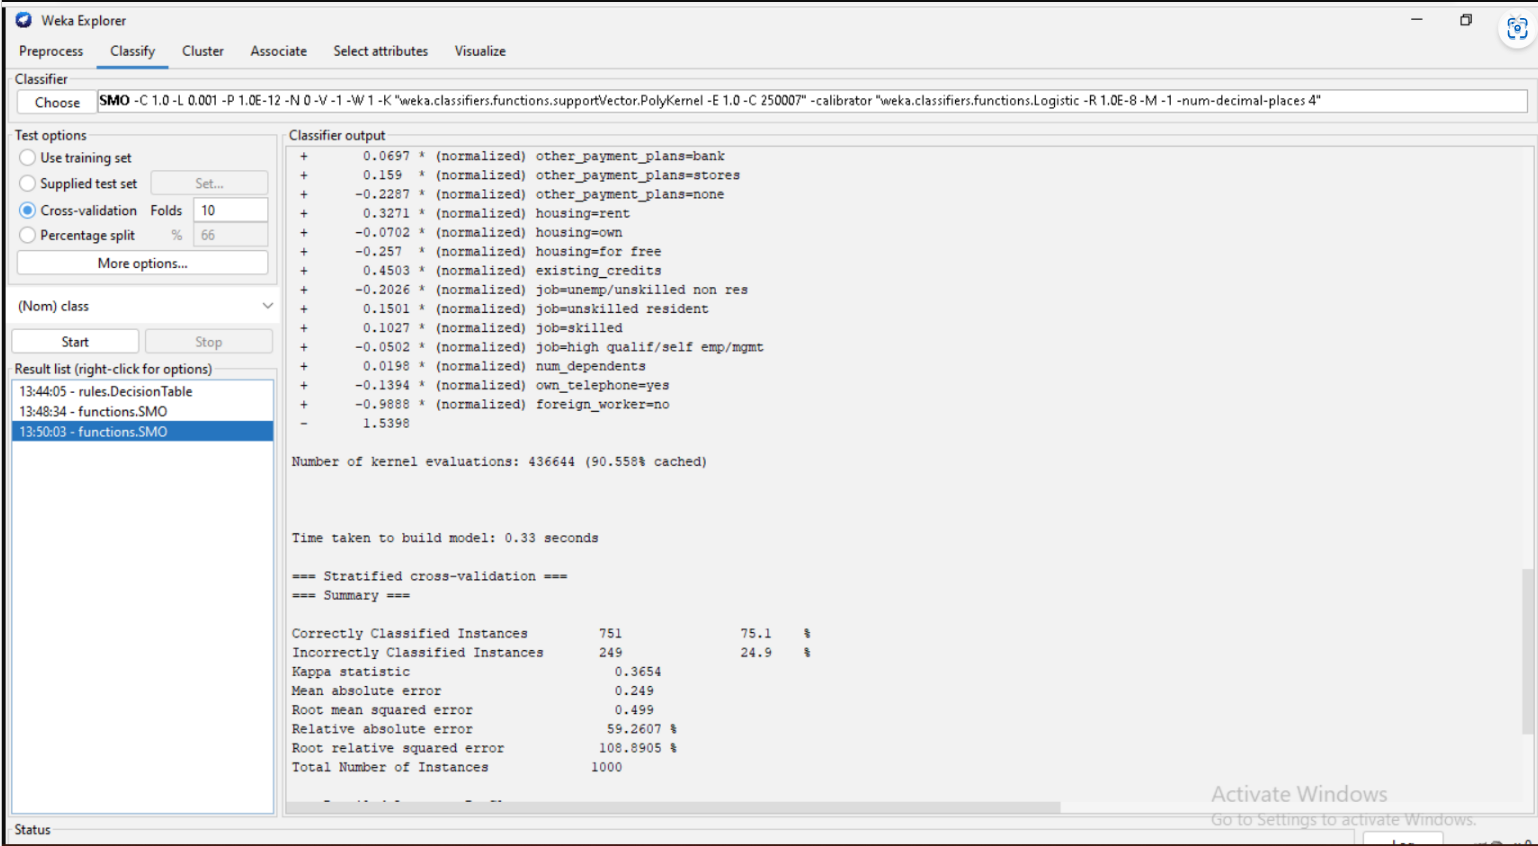 Weka Explorer
Preprocess Classify Cluster Associate Select attributes Visualize
Classifier
Choose SMO -C 1.0 -L 0.001 -P 1.0E-12 -N 0 -V -1 -W 1 -K "weka.classifiers.functions.supportVector.PolyKernel -E 1.0 -C 250007" -calibrator "weka.classifiers.functions.Logistic -R 1.0E-8 -M -1 -num-decimal-places 4"
Test options
Use training set
Supplied test set Set...
Cross-validation Folds 10
Percentage split % 66
More options...
(Nom) class
Start Stop
Result list (right-click for options)
13:44:05 - rules.DecisionTable
13:48:34 - functions.SMO
13:50:03 - functions.SMO
Classifier output
+ 0.0697 * (normalized) other_payment_plans=bank
+ 0.159 * (normalized) other_payment_plans=stores
+ -0.2287 * (normalized) other_payment_plans=none
+ 0.3271 * (normalized) housing=rent
+ -0.0702 * (normalized) housing=own
+ -0.257 * (normalized) housing=for free
+ 0.4503 * (normalized) existing_credits
+ -0.2026 * (normalized) job=unemp/unskilled non res
+ 0.1501 * (normalized) job=unskilled resident
+ 0.1027 * (normalized) job=skilled
+ -0.0502 * (normalized) job=high qualif/self emp/mgmt
+ 0.0198 * (normalized) num_dependents
+ -0.1394 * (normalized) own_telephone=yes
+ -0.9888 * (normalized) foreign_worker=no
- 1.5398
Number of kernel evaluations: 436644 (90.558% cached)
Time taken to build model: 0.33 seconds
=== Stratified cross-validation ===
=== Summary ===
Correctly Classified Instances 751 75.1 %
Incorrectly Classified Instances 249 24.9 %
Kappa statistic 0.3654
Mean absolute error 0.249
Root mean squared error 0.499
Relative absolute error 59.2607 %
Root relative squared error 108.8905 %
Total Number of Instances 1000
Activate Windows
Go to Settings to activate Windows.
Status